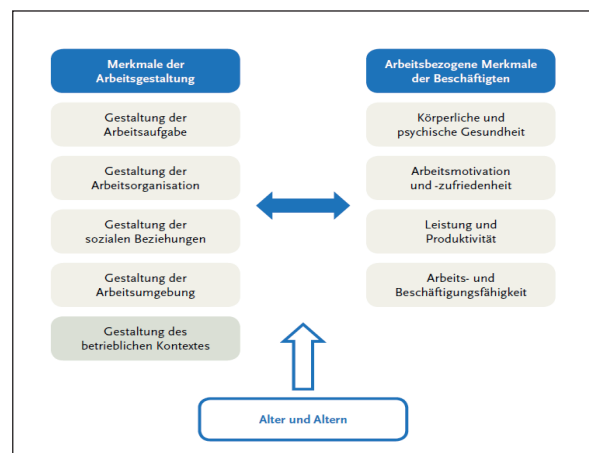 Merkmale der
Arbeitsgestaltung
Gestaltung der
Arbeitsaufgabe
Gestaltung der
Arbeitsorganisation
Gestaltung der
sozialen Beziehungen
Gestaltung der
Arbeitsumgebung
Gestaltung des
betrieblichen Kontextes
Arbeitsbezogene Merkmale
der Beschäftigten
Körperliche und
psychische Gesundheit
Arbeitsmotivation
und -zufriedenheit
Leistung und
Produktivität
Arbeits- und
Beschäftigungsfähigkeit
Alter und Altern